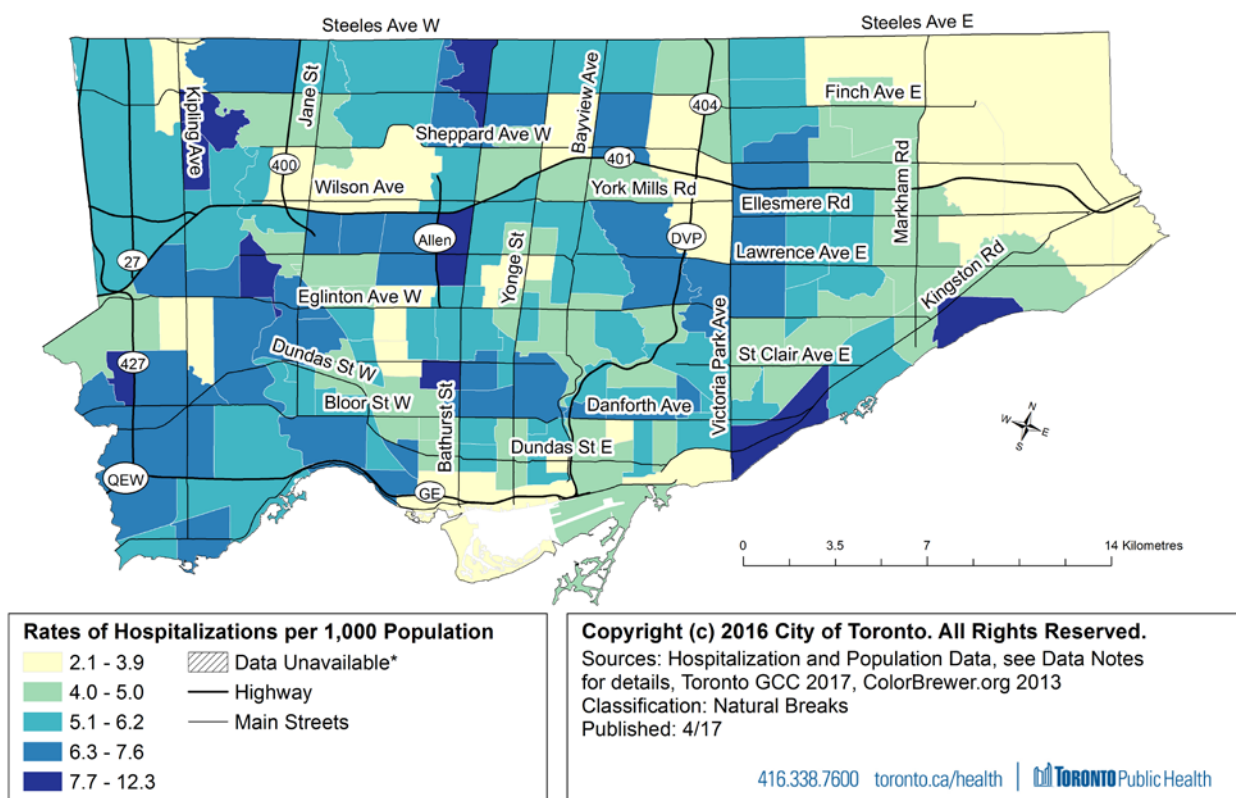 Steeles Ave W
Steeles Ave E
Kipling Ave
Jane St
Bayview Ave
404
Finch Ave E
Sheppard Ave W
Markham Rd
400
401
Wilson Ave
York Mills Rd
Ellesmere Rd
Allen
Yonge St
DVP
Lawrence Ave E
27
Kingston Rd
Eglinton Ave W
Victoria Park Ave
427
Dundas St W
St Clair Ave E
Bloor St W
Bathurst St
Danforth Ave
Dundas St E
N
W E
S
QEW
GE
0 3.5 7 14 Kilometres
Rates of Hospitalizations per 1,000 Population
2.1 - 3.9
4.0 - 5.0
5.1 - 6.2
6.3 - 7.6
7.7 - 12.3
Data Unavailable*
Highway
Main Streets
Copyright (c) 2016 City of Toronto. All Rights Reserved.
Sources: Hospitalization and Population Data, see Data Notes
for details, Toronto GCC 2017, ColorBrewer.org 2013
Classification: Natural Breaks
Published: 4/17
416.338.7600 toronto.ca/health TORONTO Public Health